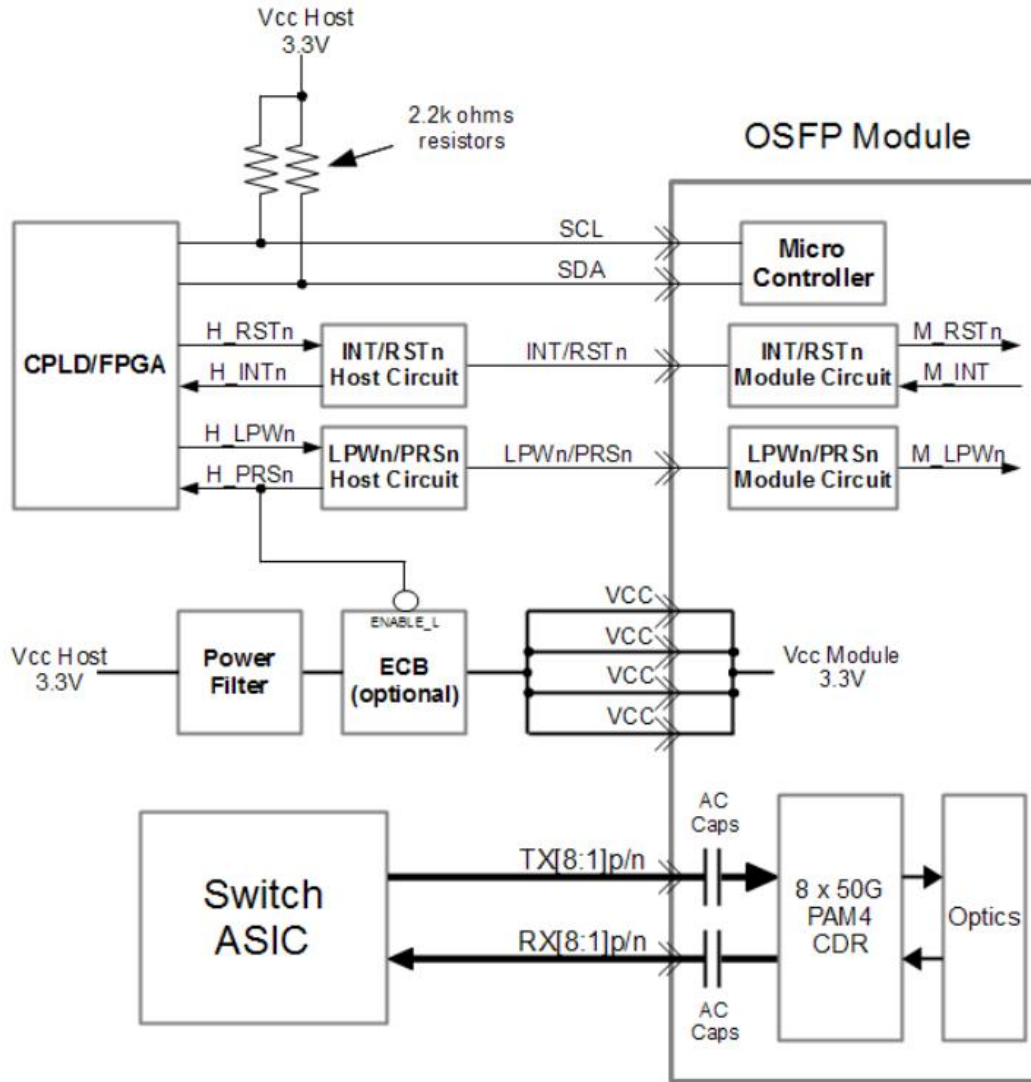 Vcc Host
3.3V
2.2k ohms
resistors
OSFP Module
CPLD/FPGA
SCL
SDA
Micro
Controller
H_RSTn
H_INTn
INT/RSTn
Host Circuit
INT/RSTn
INT/RSTn
Module Circuit
M_RSTn
M_INT
H_LPWn
H_PRSn
LPWn/PRSn
Host Circuit
LPWn/PRSn
LPWn/PRSn
Module Circuit
M_LPWn
Vcc Host
3.3V
Power
Filter
ENABLE_L
ECB
(optional)
VCC
VCC
VCC
VCC
Vcc Module
3.3V
Switch
ASIC
TX[8:1]p/n
RX[8:1]p/n
AC
Caps
AC
Caps
8 x 50G
PAM4
CDR
Optics